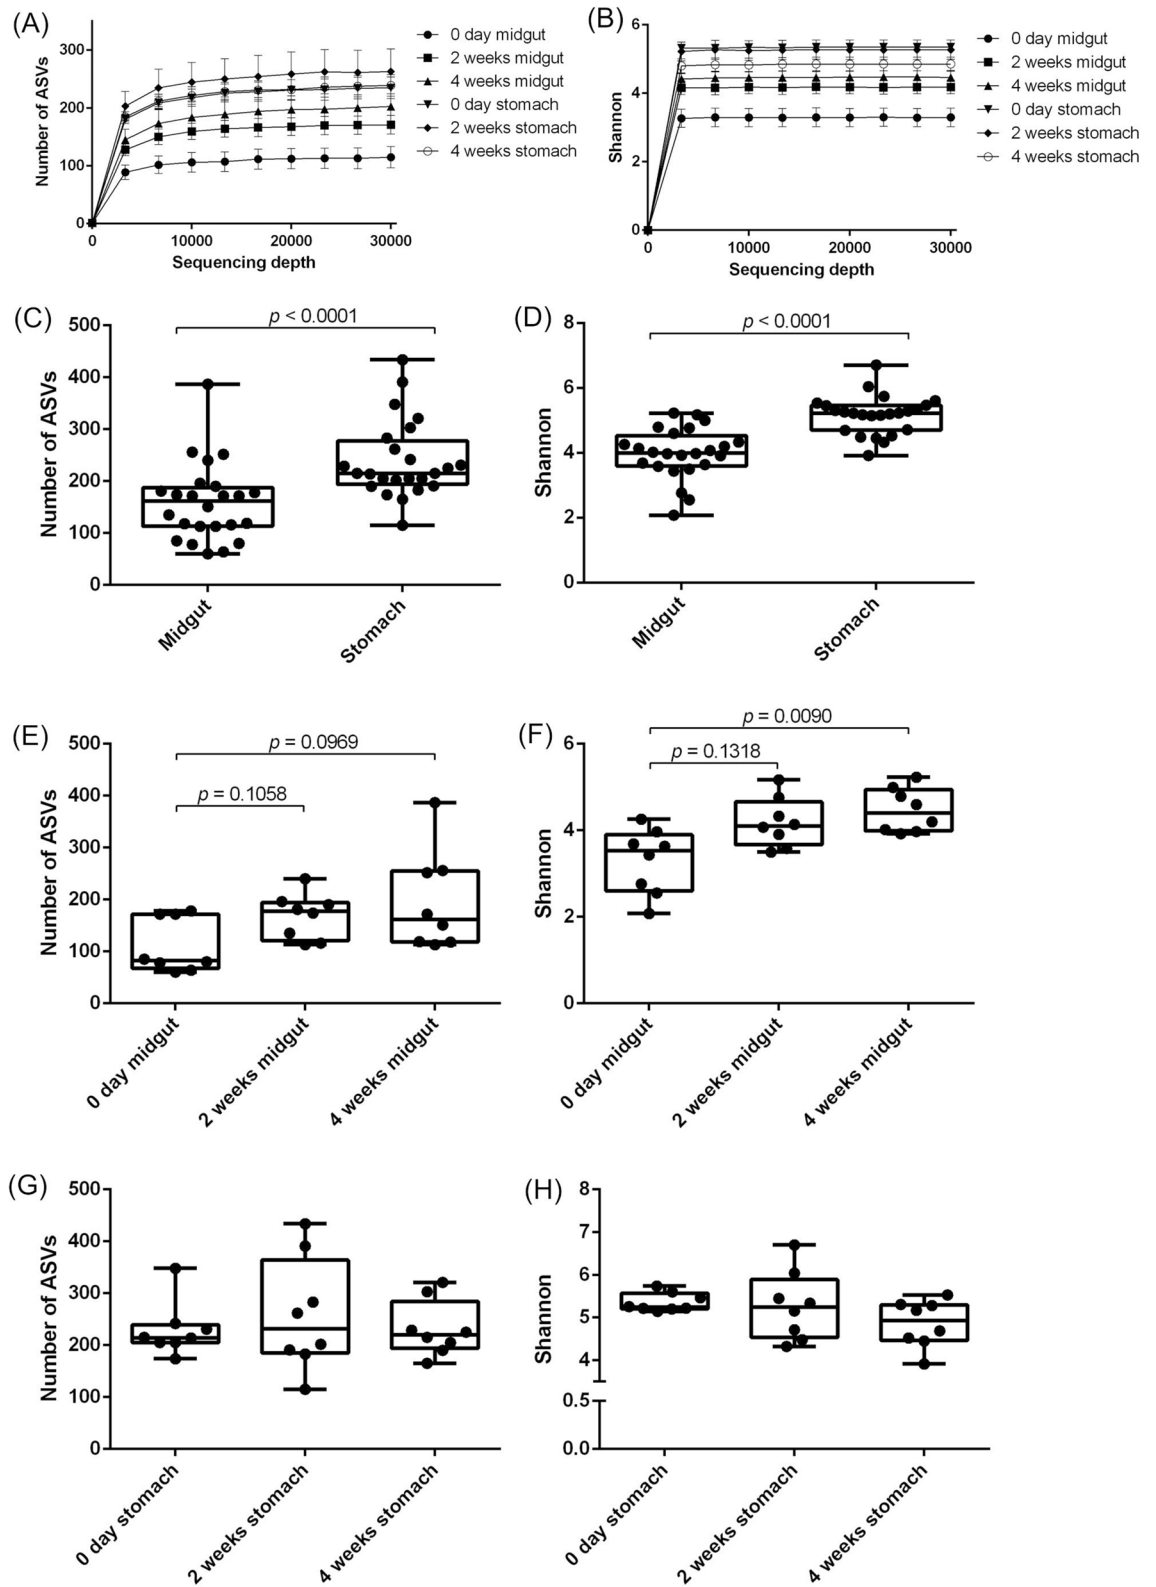 (A)
Number of ASVs
300
200
100
0
0 10000 20000 30000
Sequencing depth
0 day midgut
2 weeks midgut
4 weeks midgut
0 day stomach
2 weeks stomach
4 weeks stomach
(B)
Shannon
6
4
2
0
0 10000 20000 30000
Sequencing depth
0 day midgut
2 weeks midgut
4 weeks midgut
0 day stomach
2 weeks stomach
4 weeks stomach
(C)
Number of ASVs
p < 0.0001
500
400
300
200
100
0
Midgut
Stomach
(D)
Shannon
p < 0.0001
8
6
4
2
0
Midgut
Stomach
(E)
Number of ASVs
p = 0.0969
p = 0.1058
500
400
300
200
100
0
0 day midgut
2 weeks midgut
4 weeks midgut
(F)
Shannon
p = 0.0090
p = 0.1318
6
4
2
0
0 day midgut
2 weeks midgut
4 weeks midgut
(G)
Number of ASVs
500
400
300
200
100
0
0 day stomach
2 weeks stomach
4 weeks stomach
(H)
Shannon
8
7
6
5
4
0.5
0.0
0 day stomach
2 weeks stomach
4 weeks stomach